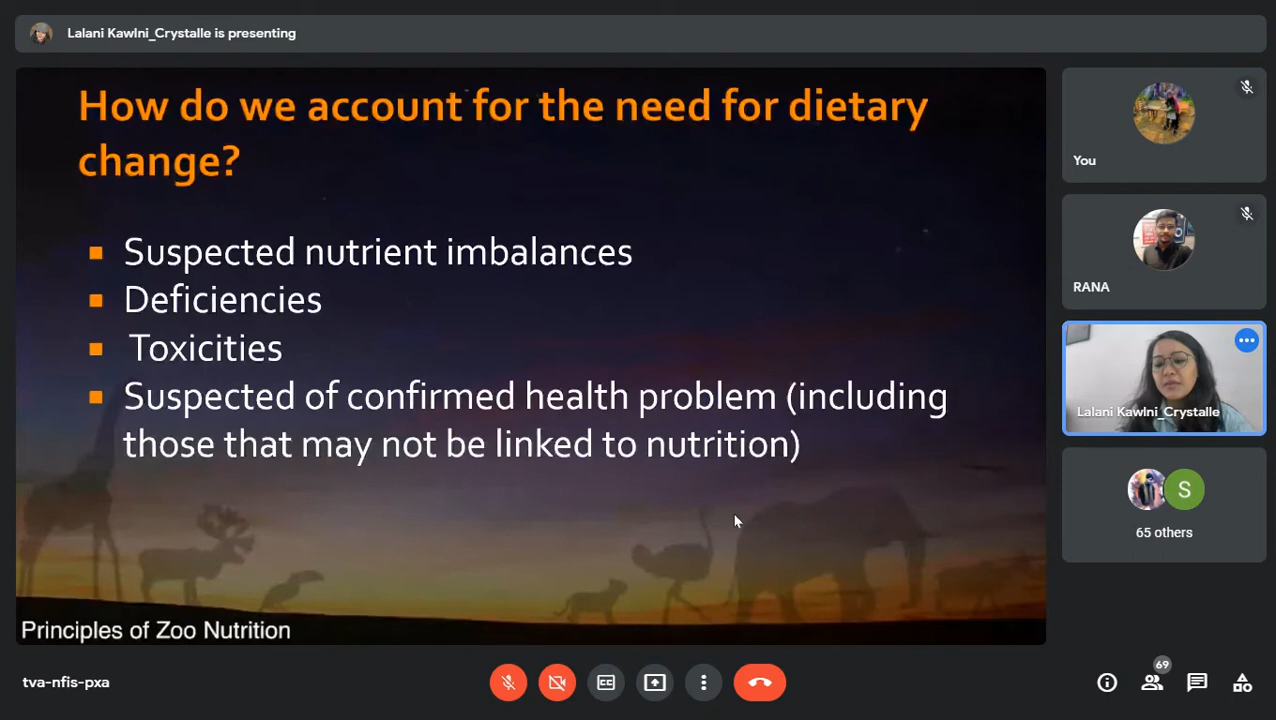 Lalani Kawlni_Crystalle is presenting
How do we account for the need for dietary
change?
Suspected nutrient imbalances
Deficiencies
Toxicities
Suspected of confirmed health problem (including
those that may not be linked to nutrition)
Principles of Zoo Nutrition
You
RANA
Lalani Kawlni_Crystalle
S
65 others
tva-nfis-pxa
CC
69